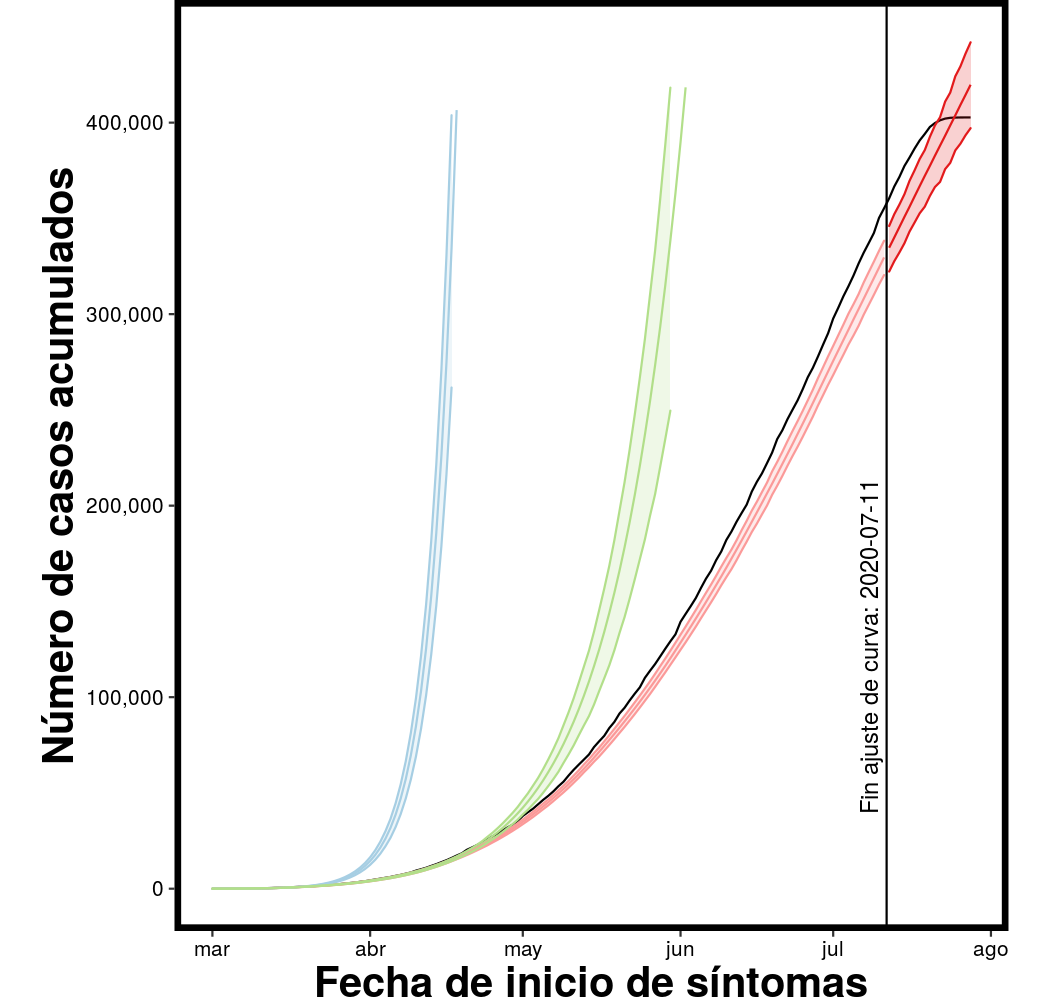 Número de casos acumulados
400,000
300,000
200,000
100,000
0
Fin ajuste de curva: 2020-07-11
mar
abr
may
jun
jul
ago
Fecha de inicio de síntomas